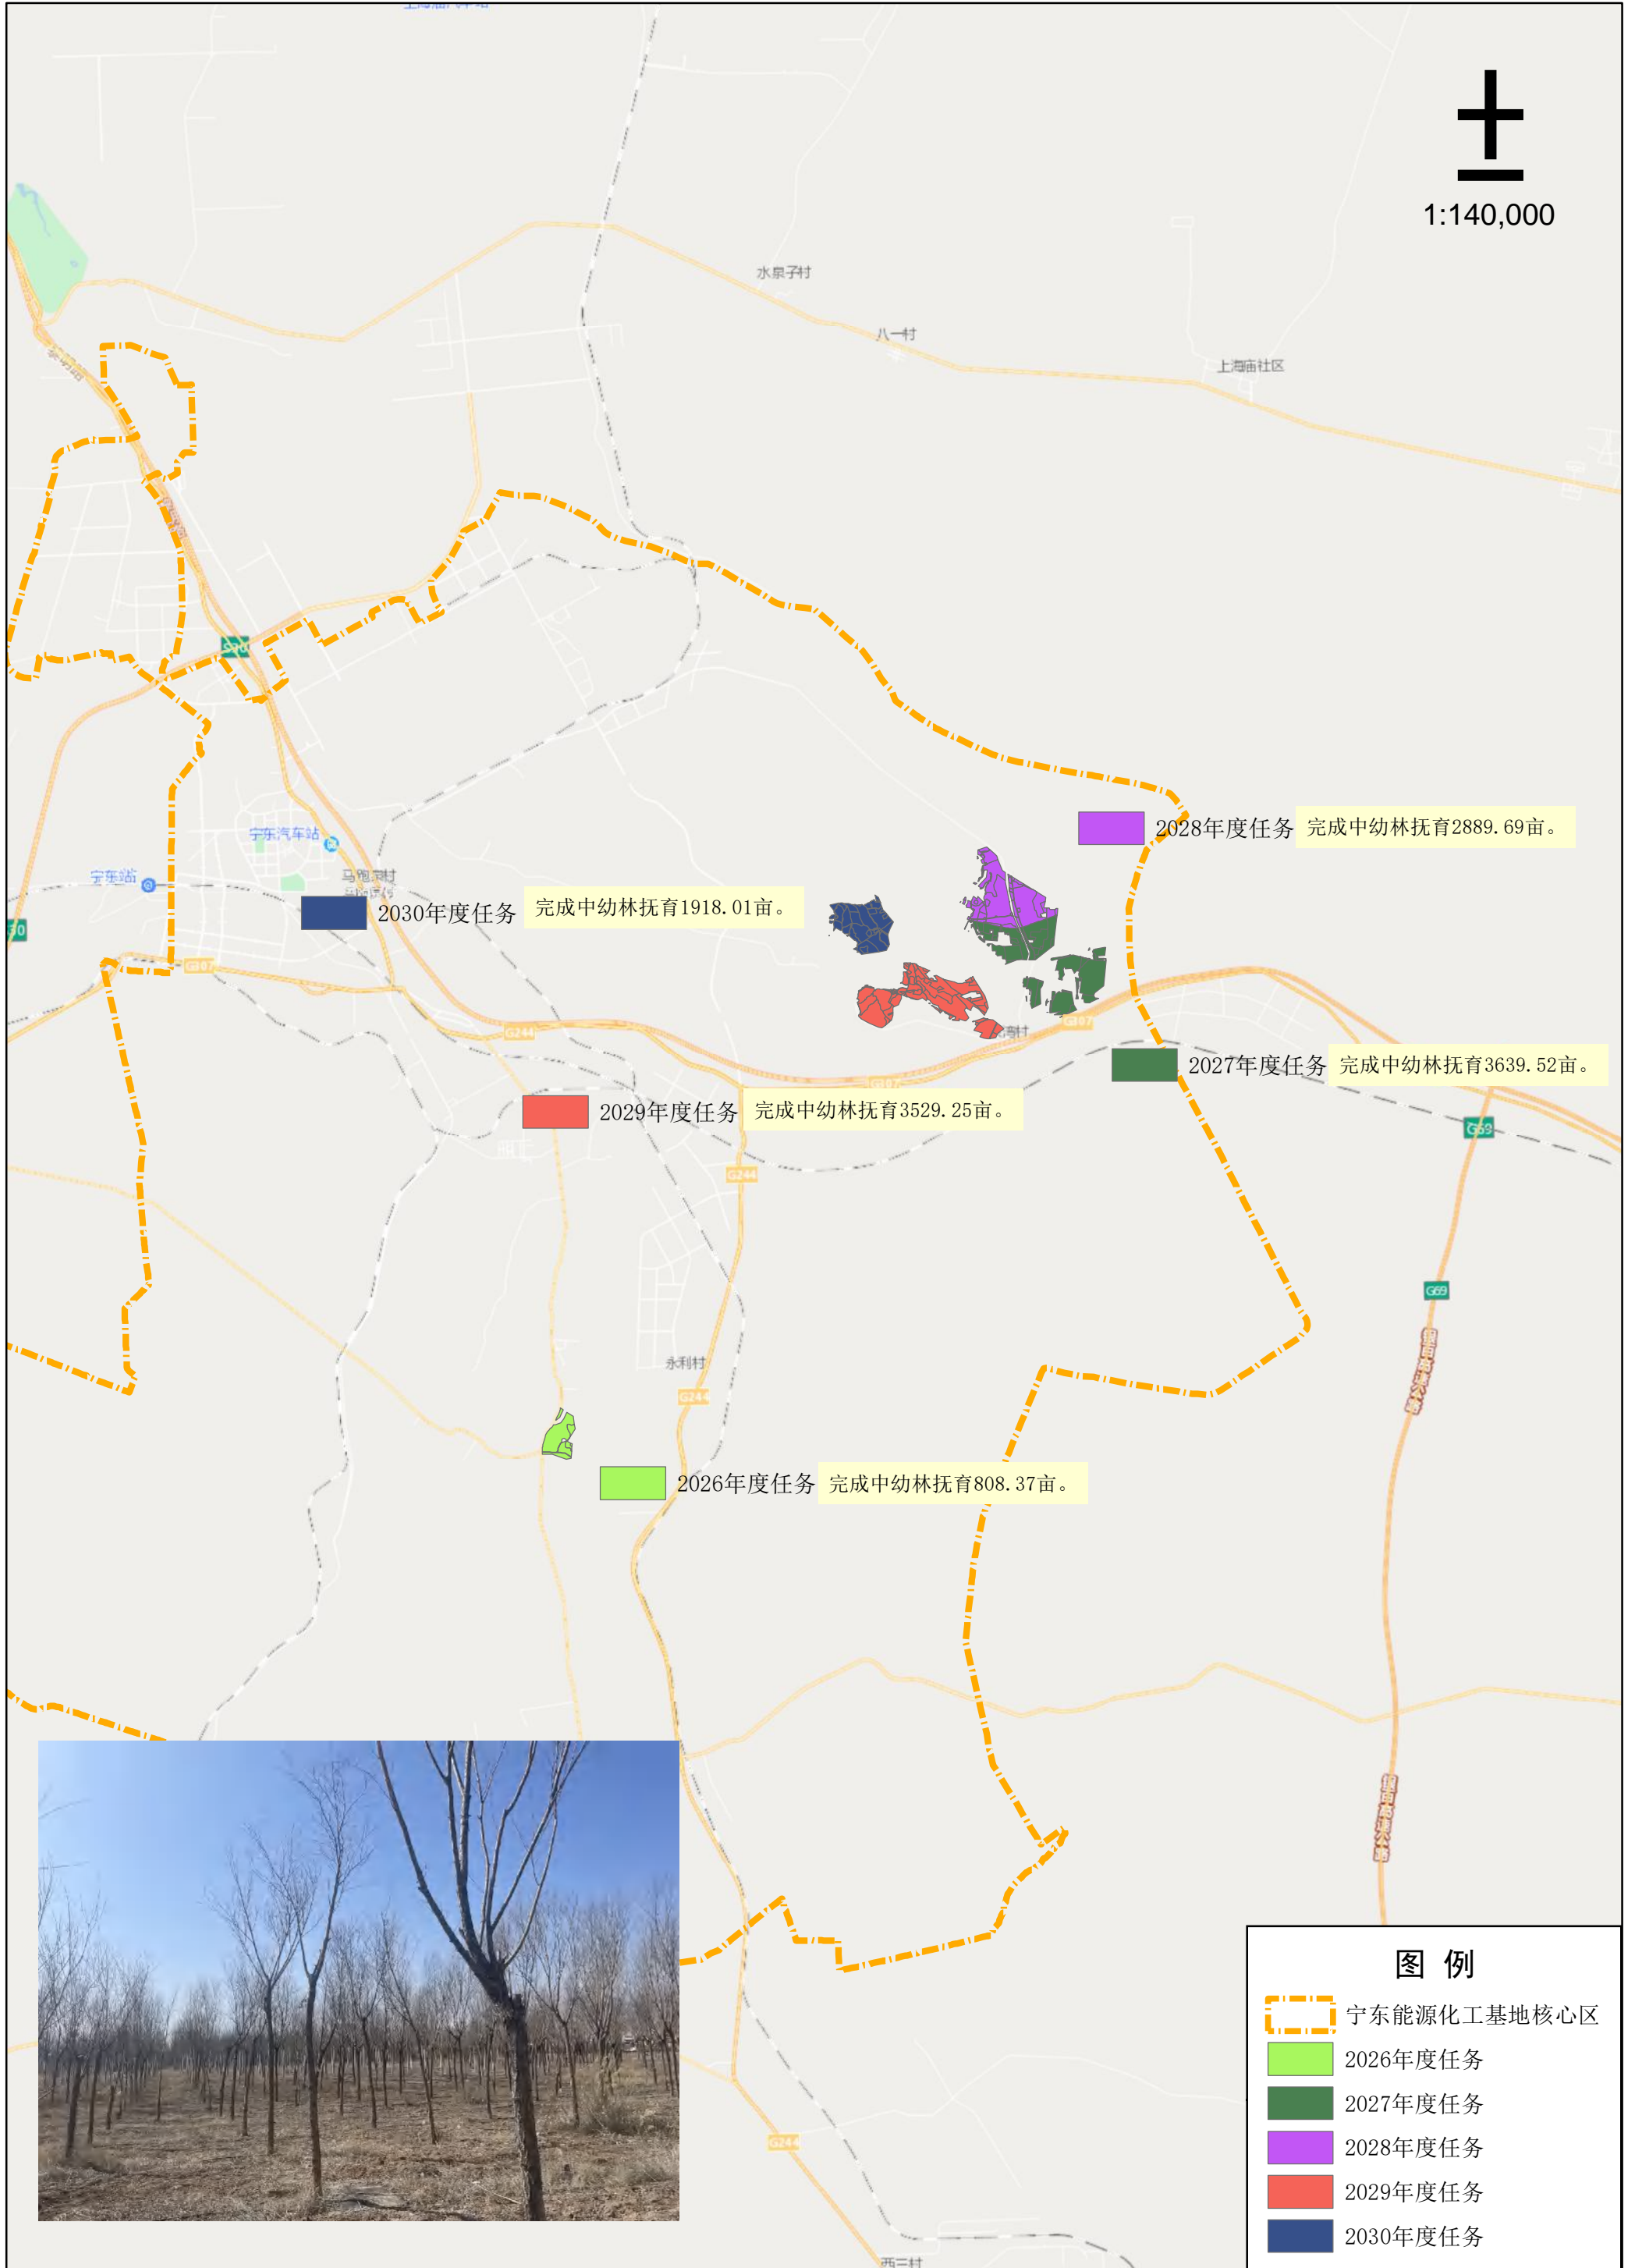 1:140,000
水泉子村
八一村
上海庙社区
2028年度任务 完成中幼林抚育2889.69亩。
宁东汽车站
宁东站
2030年度任务 完成中幼林抚育1918.01亩。
G307
G244
G307
2027年度任务 完成中幼林抚育3639.52亩。
2029年度任务 完成中幼林抚育3529.25亩。
G69
G244
G69
永利村
G244
2026年度任务 完成中幼林抚育808.37亩。
图 例
宁东能源化工基地核心区
2026年度任务
2027年度任务
2028年度任务
2029年度任务
2030年度任务
G244
西三村